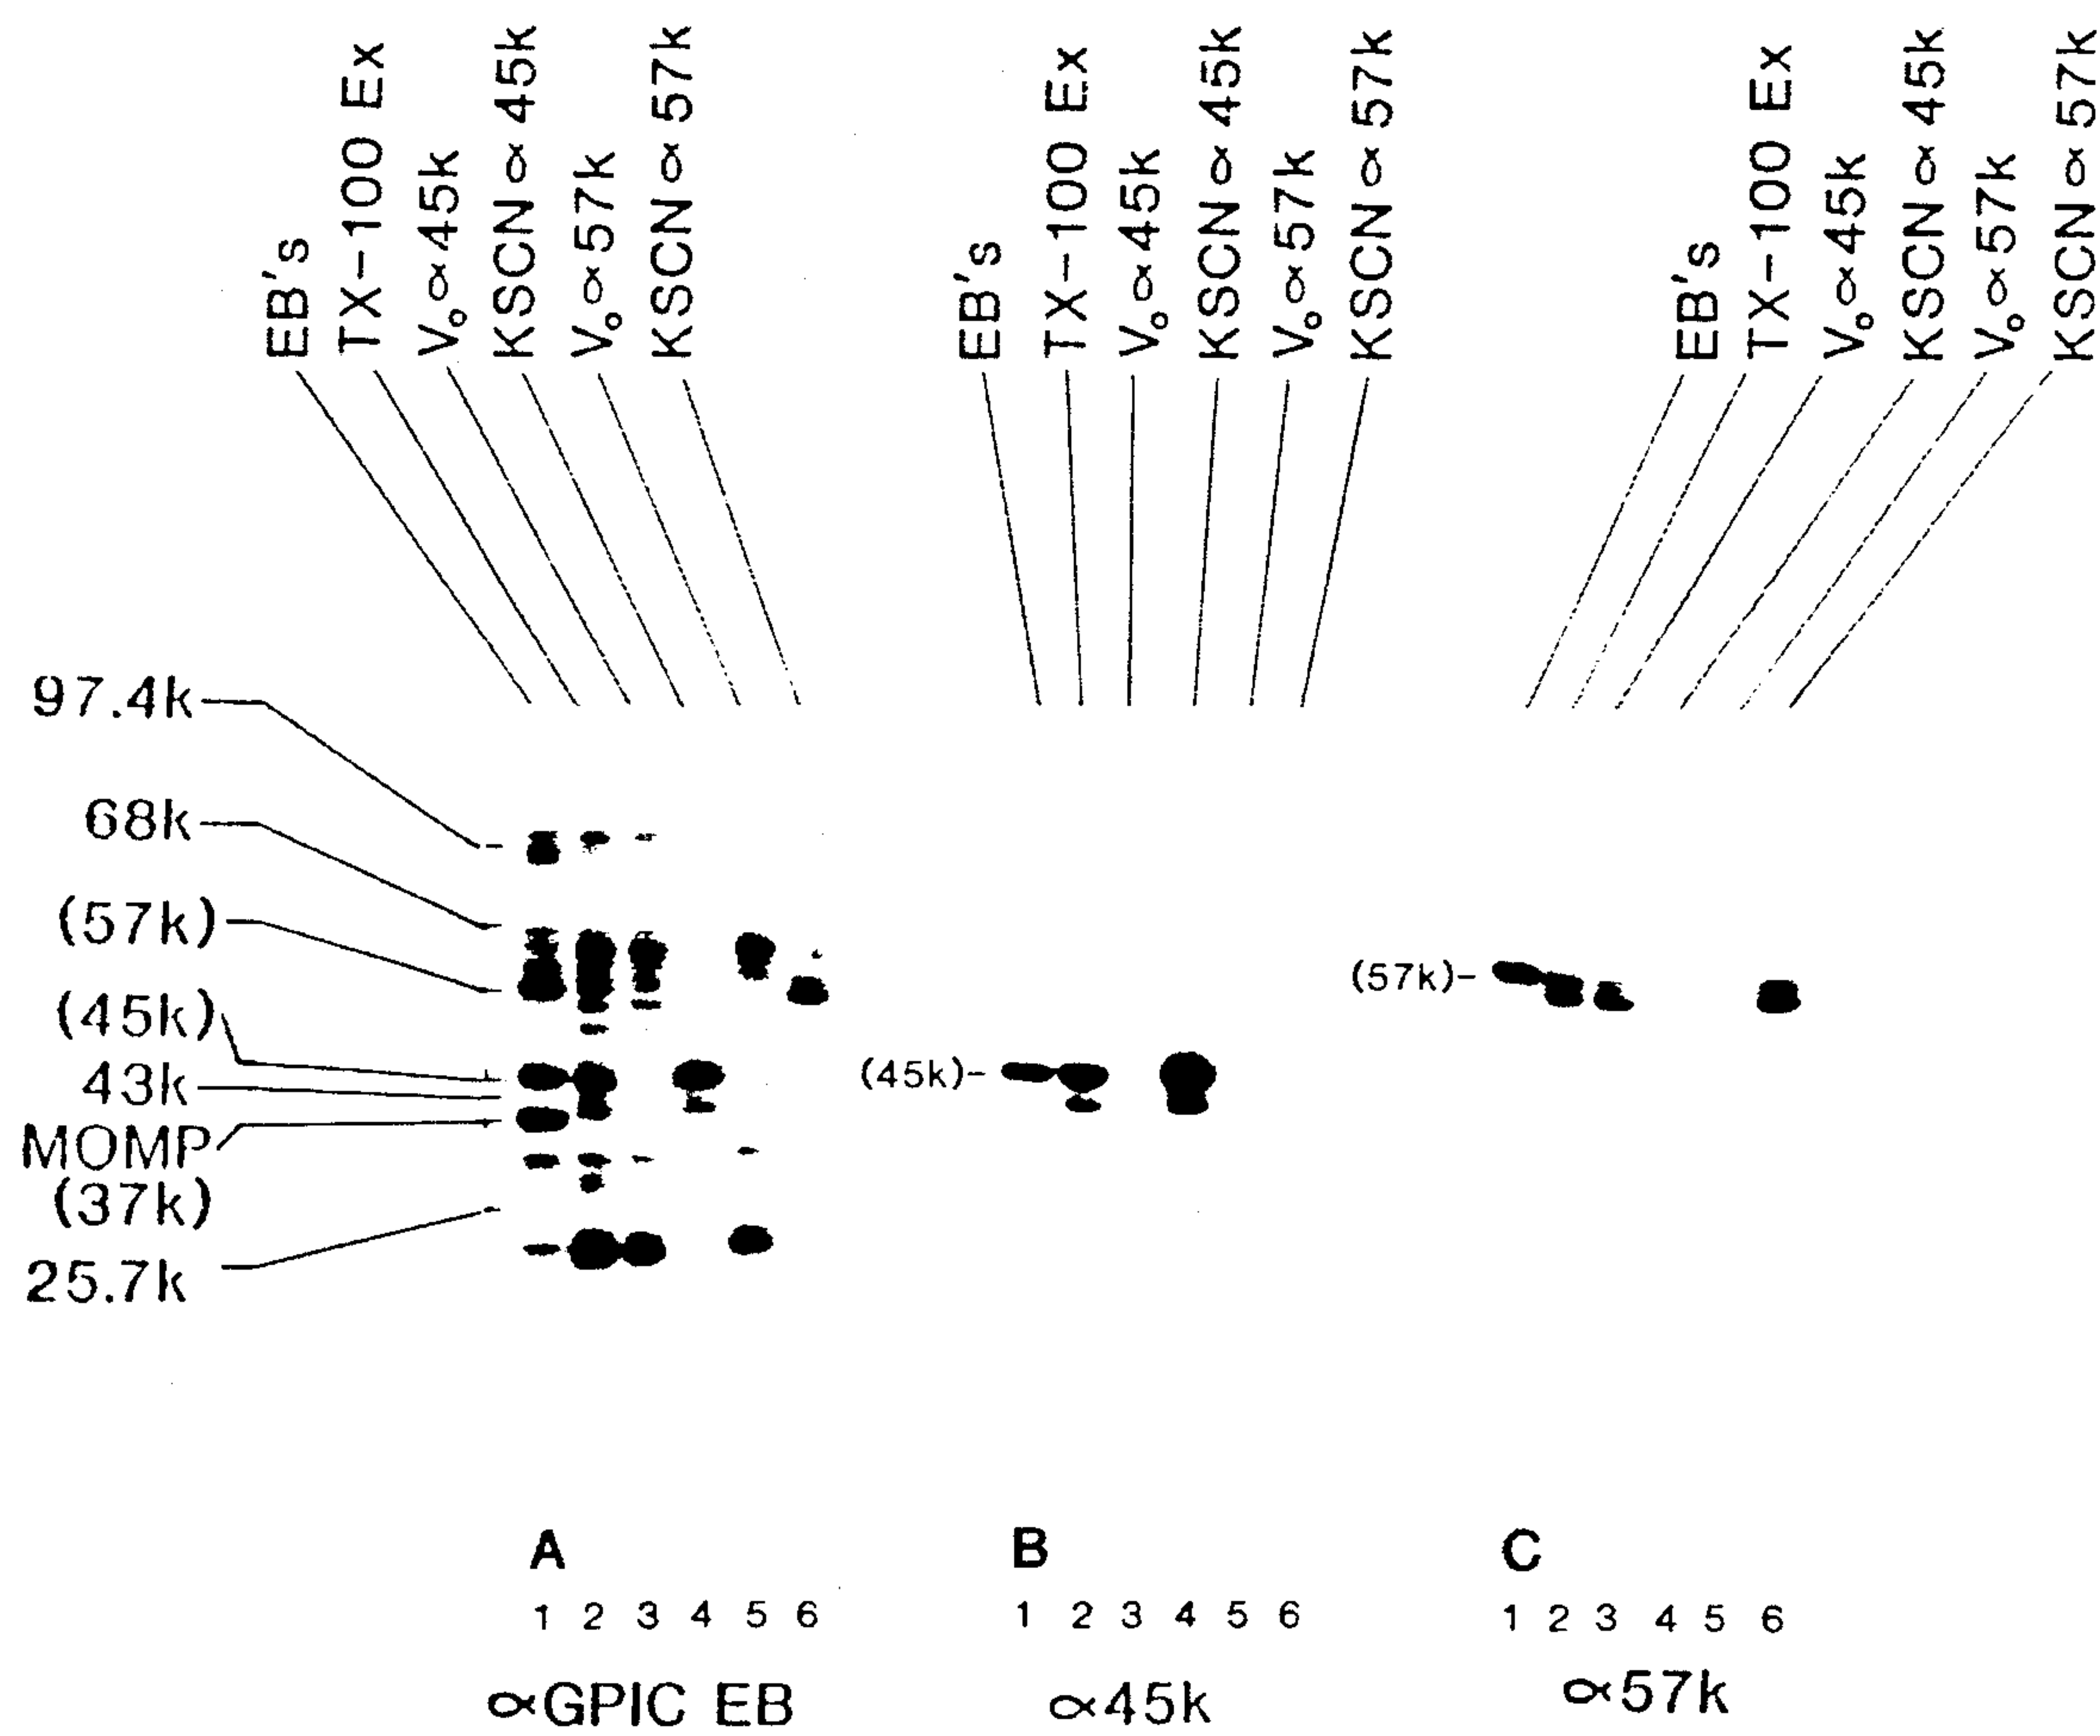 EB's
TX-100 Ex
V₀∝45k
KSCN∝45k
V₀∝57k
KSCN∝57k
EB's
TX-100 Ex
V₀∝45k
KSCN∝45k
V₀∝57k
KSCN∝57k
EB's
TX-100 Ex
V₀∝45k
KSCN∝45k
V₀∝57k
KSCN∝57k
97.4k
68k
(57k)
(45k)
43k
MOMP
(37k)
25.7k
(45k)-
(57k)-
A
1 2 3 4 5 6
∝GPIC EB
B
1 2 3 4 5 6
∝45k
C
1 2 3 4 5 6
∝57k